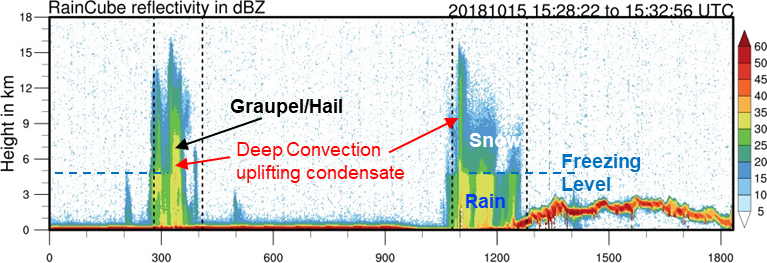 RainCube reflectivity in dBZ
20181015 15:28:22 to 15:32:56 UTC
Height in km
18
15
12
9
6
3
0
Graupel/Hail
Deep Convection
uplifting condensate
Snow
Rain
Freezing
Level
60
50
45
40
35
30
25
20
15
10
5
0
300
600
900
1200
1500
1800